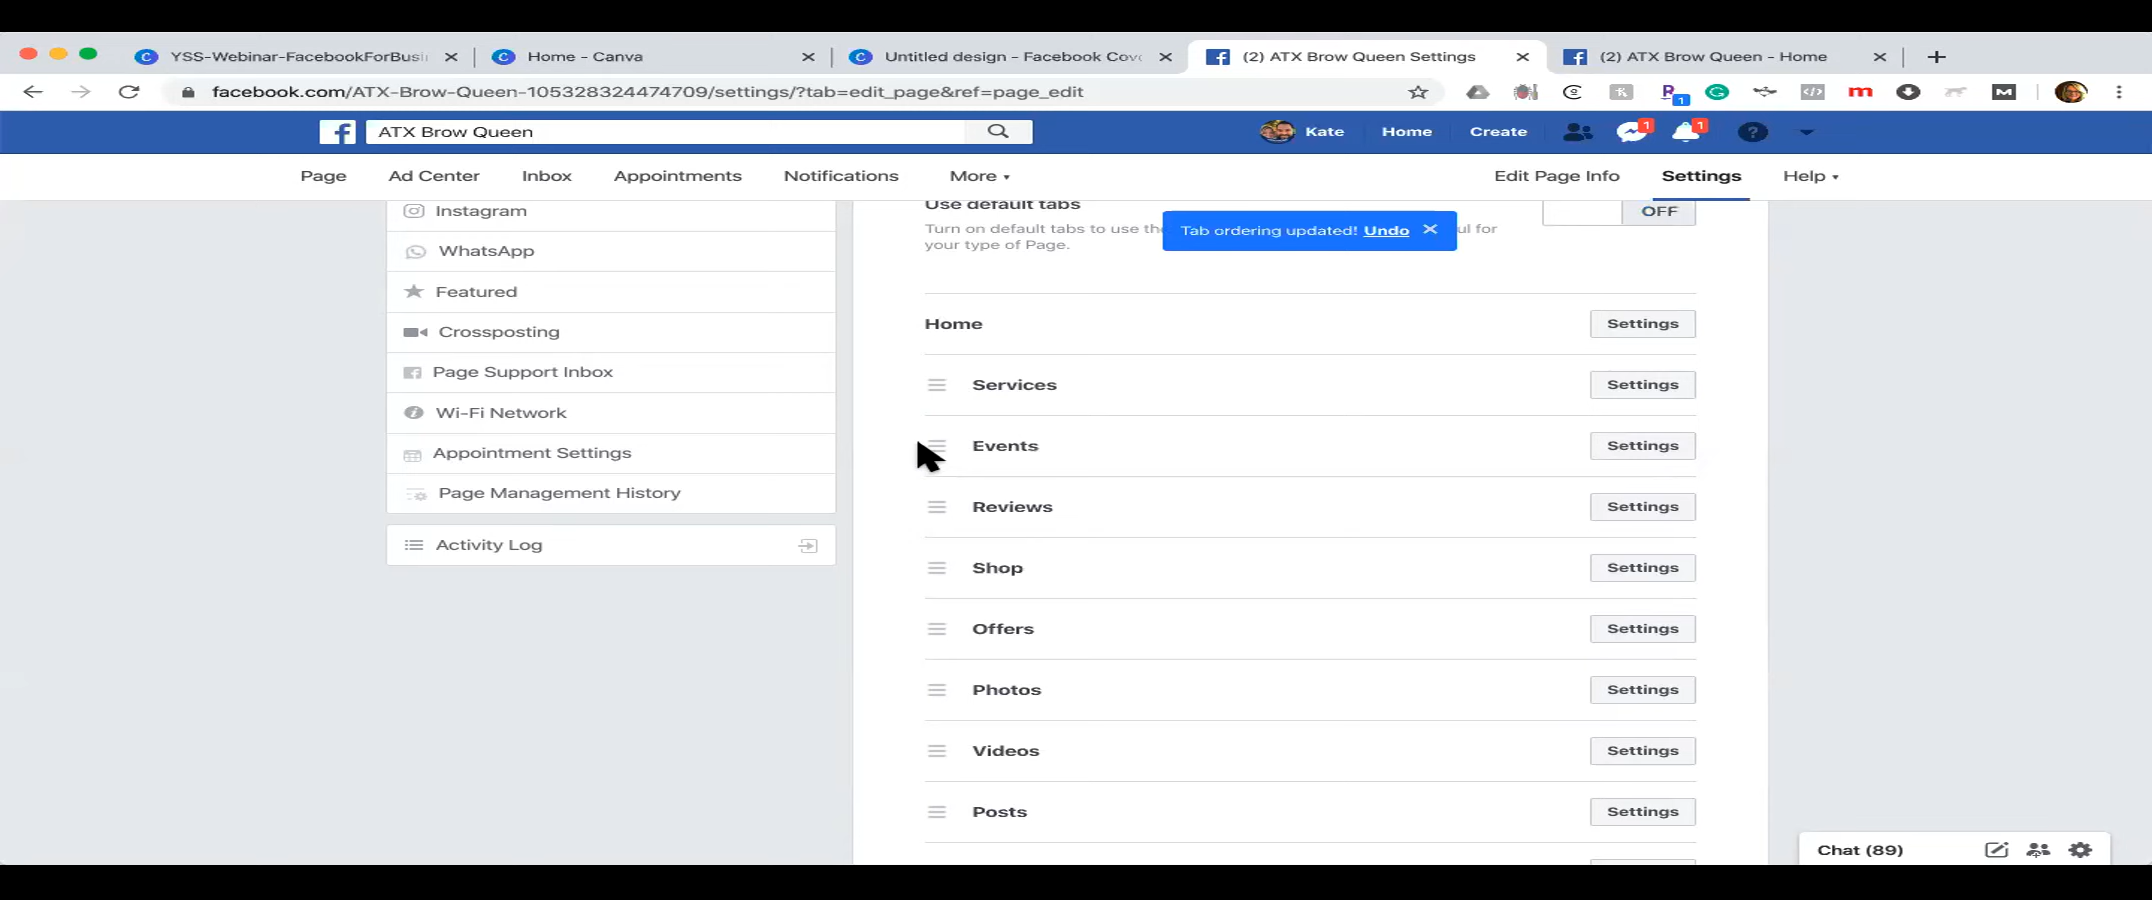 YSS-Webinar-FacebookForBusi
Home - Canva
Untitled design - Facebook Cov
(2) ATX Brow Queen Settings
(2) ATX Brow Queen - Home
facebook.com/ATX-Brow-Queen-105328324474709/settings/?tab=edit_page&ref=page_edit
ATX Brow Queen
Kate
Home
Create
1
1
Page
Ad Center
Inbox
Appointments
Notifications
More
Edit Page Info
Settings
Help
Instagram
WhatsApp
Featured
Crossposting
Page Support Inbox
Wi-Fi Network
Appointment Settings
Page Management History
Activity Log
Use default tabs
OFF
Turn on default tabs to use the
ul for
your type of Page.
Tab ordering updated! Undo
Home Settings
Services Settings
Events Settings
Reviews Settings
Shop Settings
Offers Settings
Photos Settings
Videos Settings
Posts Settings
Chat (89)